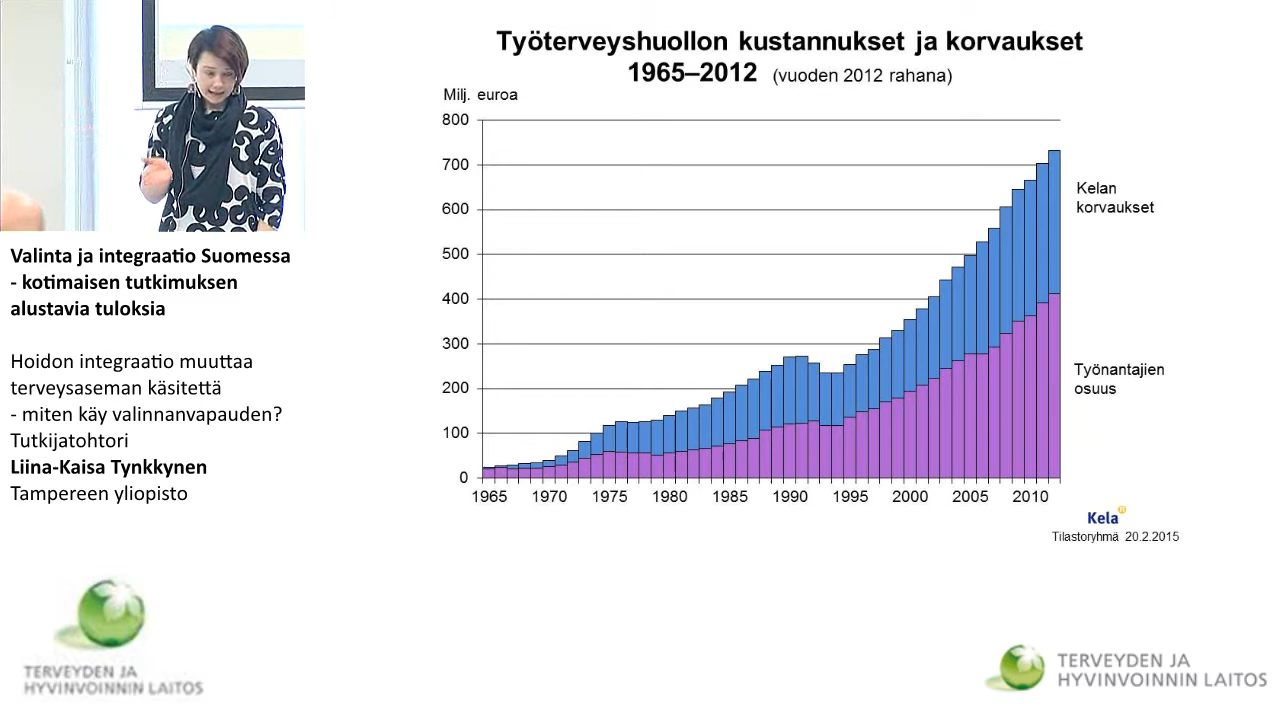 Työterveyshuollon kustannukset ja korvaukset
1965–2012 (vuoden 2012 rahana)
Milj. euroa
800
700
600
500
400
300
200
100
0
1965 1970 1975 1980 1985 1990 1995 2000 2005 2010
Kelan
korvaukset
Työnantajien
osuus
Kela
Tilastoryhmä 20.2.2015
Valinta ja integraatio Suomessa
- kotimaisen tutkimuksen
alustavia tuloksia
Hoidon integraatio muuttaa
terveysaseman käsitettä
- miten käy valinnanvapauden?
Tutkijatohtori
Liina-Kaisa Tynkkynen
Tampereen yliopisto
TERVEYDEN JA
HYVINVOINNIN LAITOS
TERVEYDEN JA
HYVINVOINNIN LAITOS